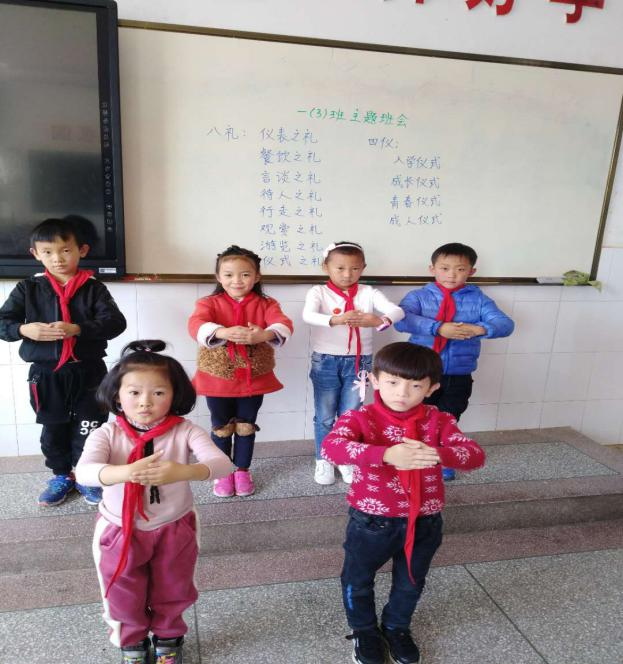 好学
一(3)班主题班会
八礼: 仪表之礼
餐饮之礼
言谈之礼
待人之礼
行走之礼
观赏之礼
游览之礼
仪式之礼
四仪:
入学仪式
成长仪式
青春仪式
成人仪式